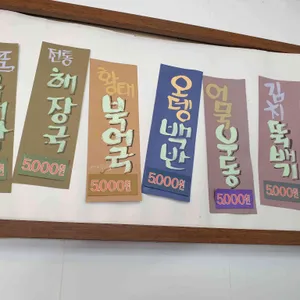 전통
해장국
5,000원
황태
북어국
5,000원
오뎅
백반
5,000원
어묵
우동
5,000원
김치
뚝배기
5,000원